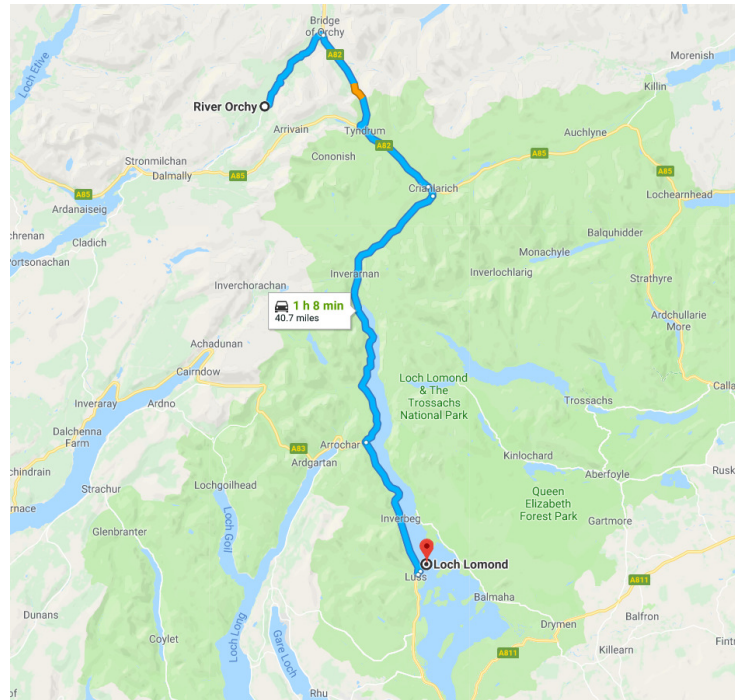 Bridge
of Orchy
Morenish
Loch Etive
A82
Killin
River Orchy
Arrivain
Tyndrum
Auchlyne
A82
Cononish
A85
Stronmilchan
Dalmally
A85
A85
Crianlarich
A85
Lochearnhead
Ardanaiseig
Cladich
Balquhidder
Portsonachan
Monachyle
Inverarnan
Inverlochlarig
Strathyre
Inverchorachan
1 h 8 min
40.7 miles
Ardchullarie
More
Achadunan
Cairndow
Loch Lomond
& The
Trossachs
National Park
Calla
Inveraray
Ardno
Trossachs
Dalchenna
Farm
A83
Arrochar
Ardgartan
Kinlochard
Aberfoyle
Rusk
Strachur
Lochgoilhead
Queen
Elizabeth
Forest Park
Gartmore
Inverbeg
Glenbranter
Loch Goil
Loch Lomond
Luss
A811
Balmaha
Dunans
Drymen
Balfron
Coylet
Loch Long
Gare Loch
A811
Killearn
Fint
Rhu